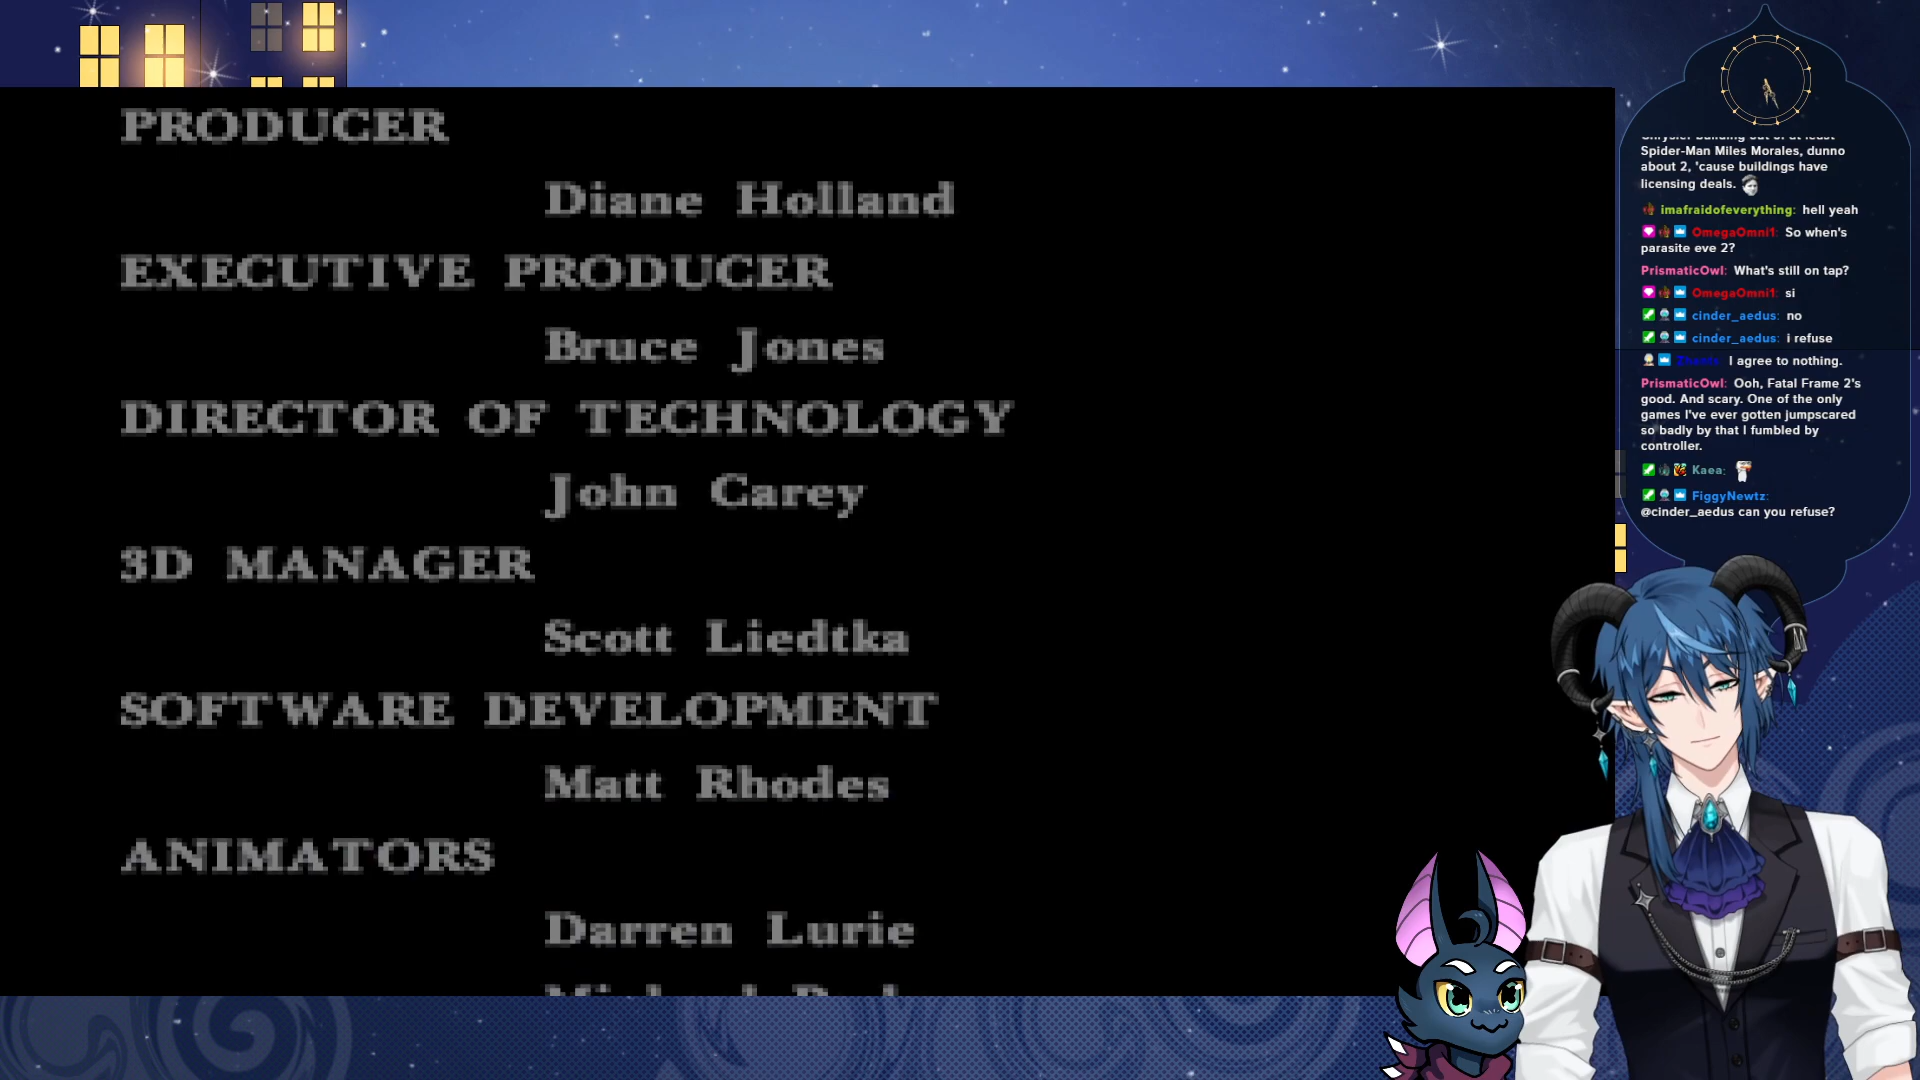 PRODUCER
Diane Holland
EXECUTIVE PRODUCER
Bruce Jones
DIRECTOR OF TECHNOLOGY
John Carey
3D MANAGER
Scott Liedtka
SOFTWARE DEVELOPMENT
Matt Rhodes
ANIMATORS
Darren Lurie
Spider-Man Miles Morales, dunno
about 2, 'cause buildings have
licensing deals.
imafraidofeverything: hell yeah
OmegaOmni1: So when's
parasite eve 2?
PrismaticOwl: What's still on tap?
OmegaOmni1: si
cinder_aedus: no
cinder_aedus: i refuse
I agree to nothing.
PrismaticOwl: Ooh, Fatal Frame 2's
good. And scary. One of the only
games I've ever gotten jumpscared
so badly by that I fumbled by
controller.
Kaea:
FiggyNewtz:
@cinder_aedus can you refuse?